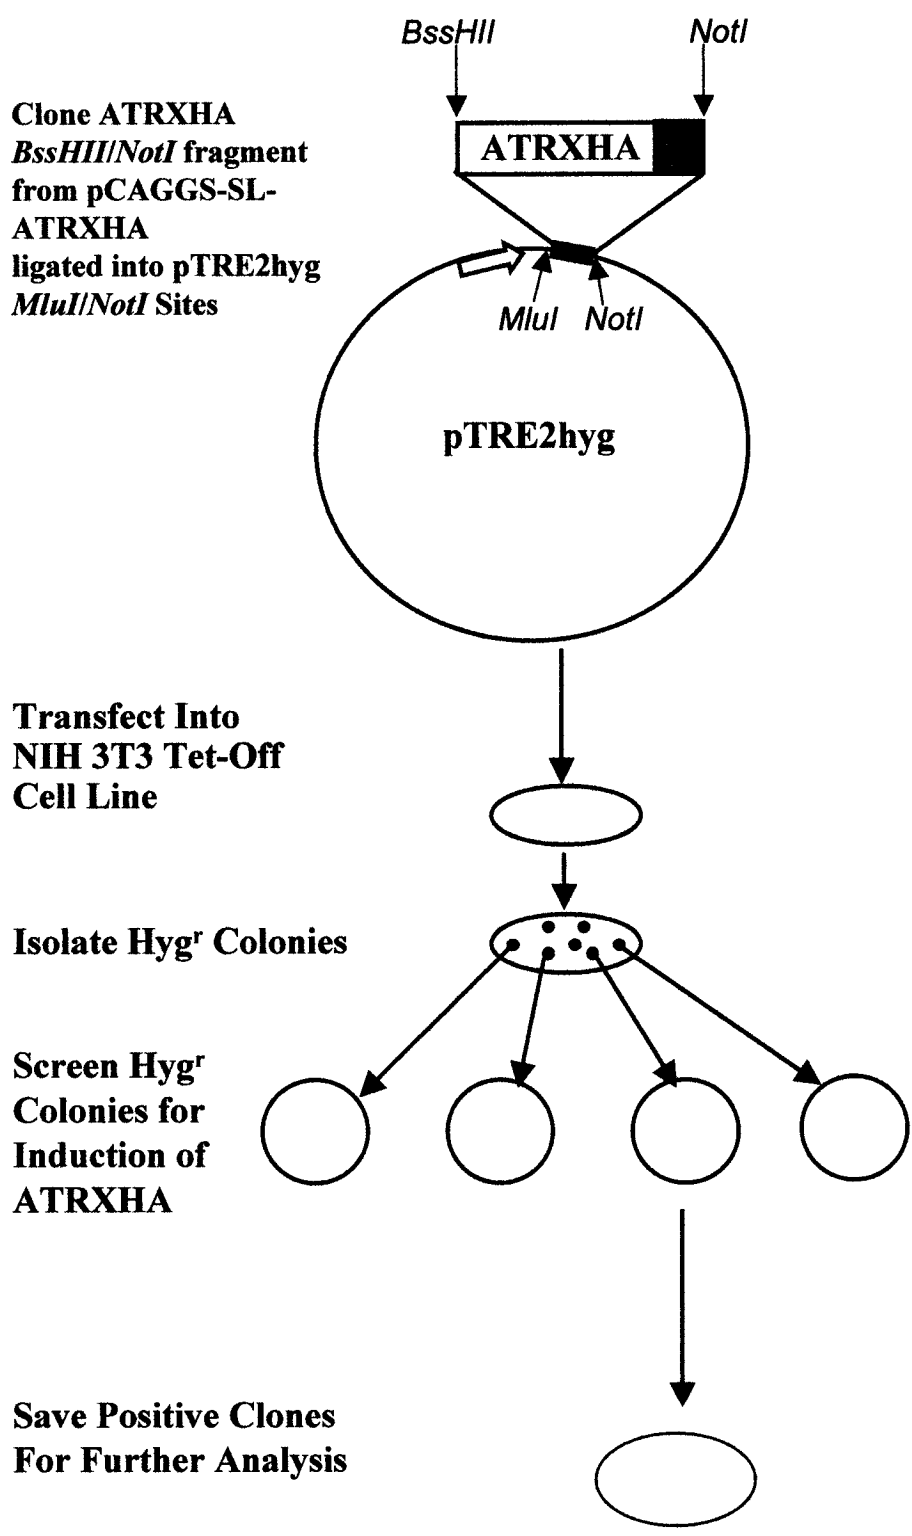 BssHII NotI
Clone ATRXHA
BssHII/NotI fragment
from pCAGGS-SL-
ATRXHA
ligated into pTRE2hyg
MluI/NotI Sites
ATRXHA
MluI NotI
pTRE2hyg
Transfect Into
NIH 3T3 Tet-Off
Cell Line
Isolate Hygʳ Colonies
Screen Hygʳ
Colonies for
Induction of
ATRXHA
Save Positive Clones
For Further Analysis